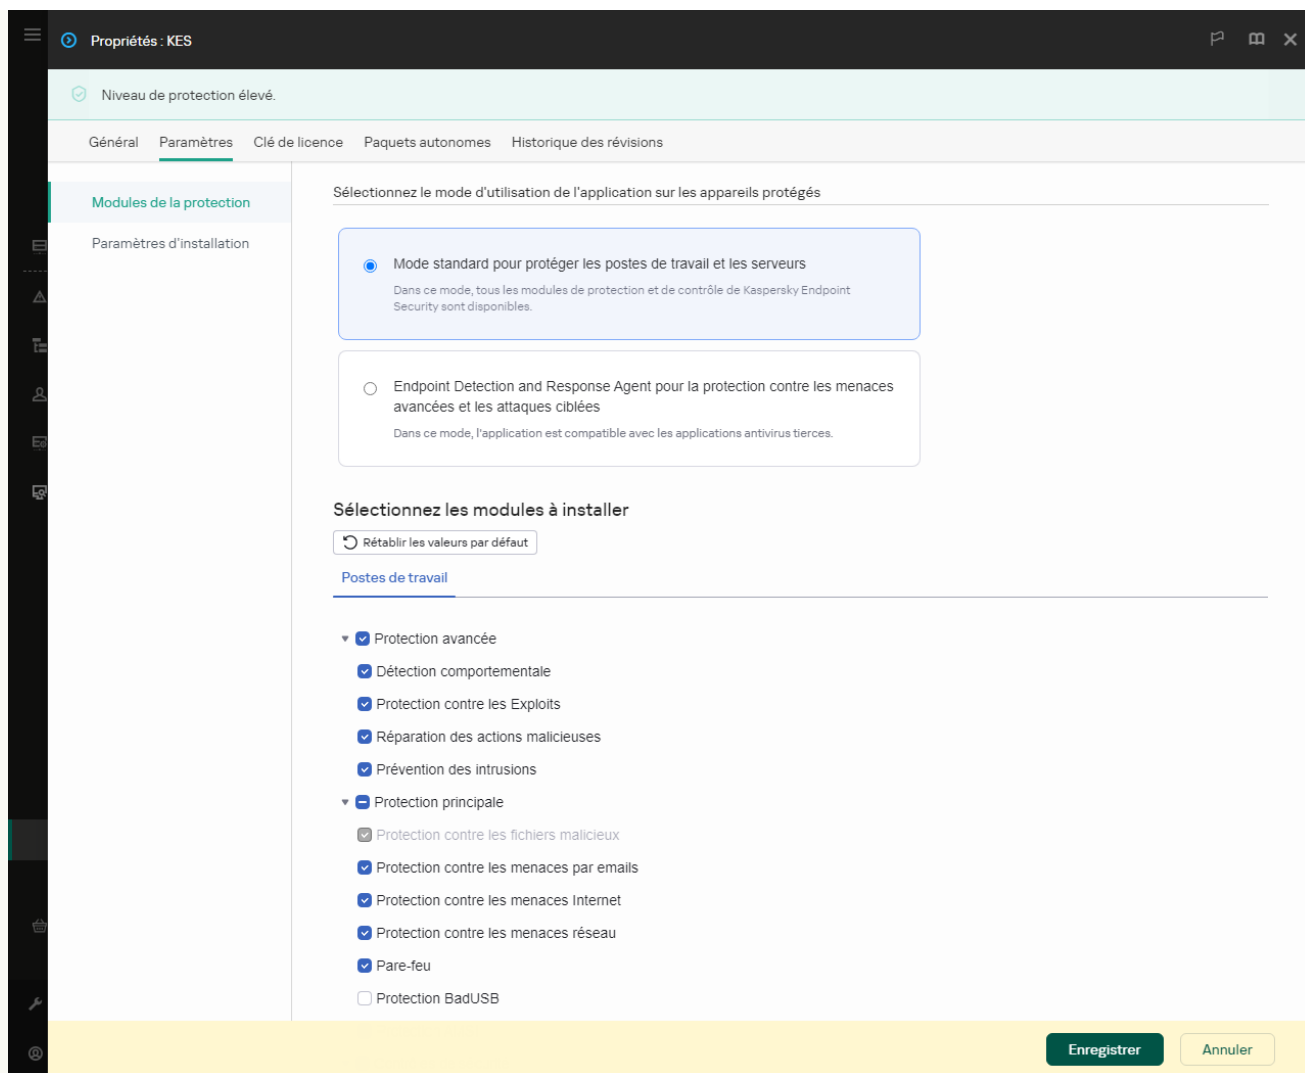 Propriétés : KES
Niveau de protection élevé.
Général Paramètres Clé de licence Paquets autonomes Historique des révisions
Modules de la protection
Paramètres d'installation
Sélectionnez le mode d'utilisation de l'application sur les appareils protégés
Mode standard pour protéger les postes de travail et les serveurs
Dans ce mode, tous les modules de protection et de contrôle de Kaspersky Endpoint
Security sont disponibles.
Endpoint Detection and Response Agent pour la protection contre les menaces
avancées et les attaques ciblées
Dans ce mode, l'application est compatible avec les applications antivirus tierces.
Sélectionnez les modules à installer
Rétablir les valeurs par défaut
Postes de travail
Protection avancée
Détection comportementale
Protection contre les Exploits
Réparation des actions malicieuses
Prévention des intrusions
Protection principale
Protection contre les fichiers malicieux
Protection contre les menaces par emails
Protection contre les menaces Internet
Protection contre les menaces réseau
Pare-feu
Protection BadUSB
Enregistrer Annuler